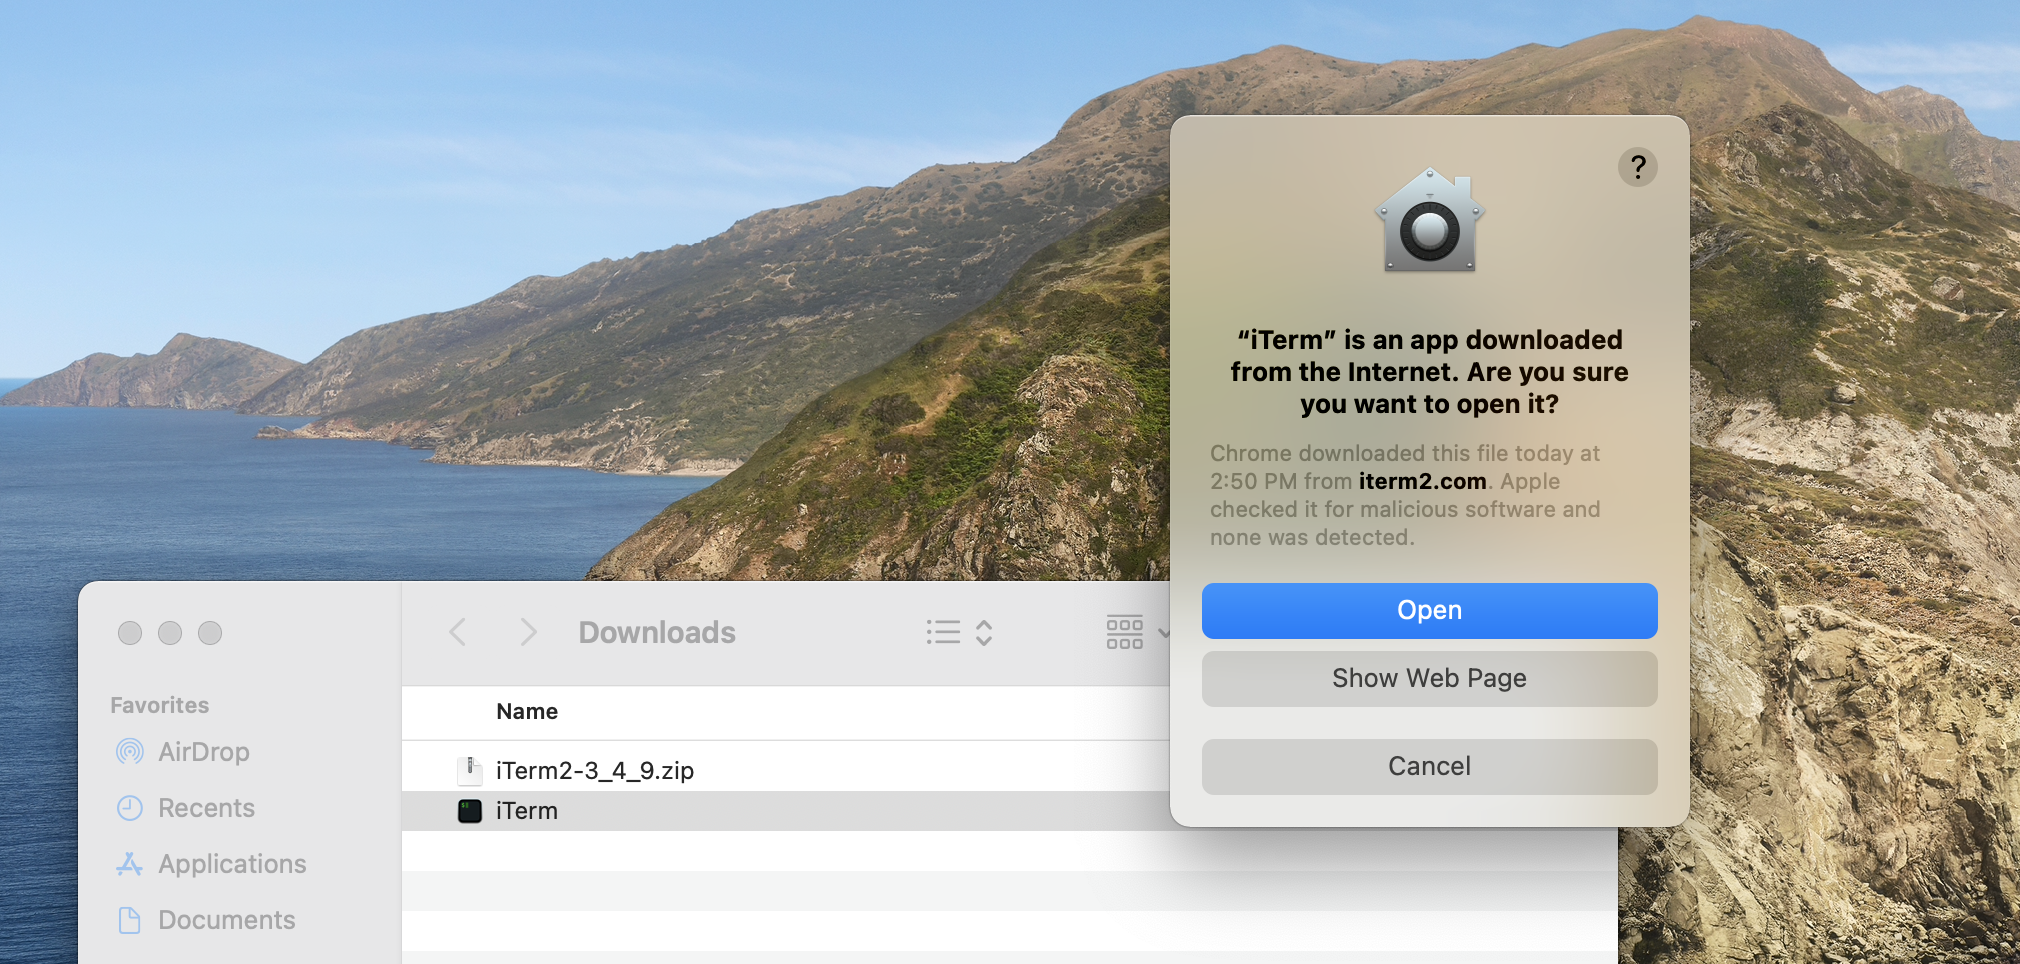 ?
“iTerm” is an app downloaded
from the Internet. Are you sure
you want to open it?
Chrome downloaded this file today at
2:50 PM from iterm2.com. Apple
checked it for malicious software and
none was detected.
Open
Show Web Page
Cancel
Downloads
Favorites
AirDrop
Recents
Applications
Documents
Name
iTerm2-3_4_9.zip
iTerm